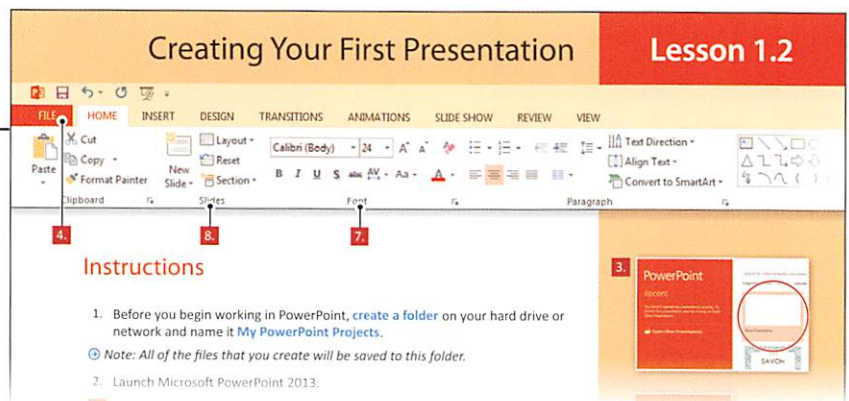 Creating Your First Presentation
Lesson 1.2
FILE HOME INSERT DESIGN TRANSITIONS ANIMATIONS SLIDE SHOW REVIEW VIEW
Paste
Cut
Copy
Format Painter
Clipboard
New Slide
Layout
Reset
Section
Slides
Calibri (Body) 24
B I U S abc AV Aa A
Font
Paragraph
Text Direction
Align Text
Convert to SmartArt
4.
8.
7.
Instructions
1. Before you begin working in PowerPoint, create a folder on your hard drive or
network and name it My PowerPoint Projects.
Note: All of the files that you create will be saved to this folder.
2. Launch Microsoft PowerPoint 2013.
3.
PowerPoint
Recent
SAVON